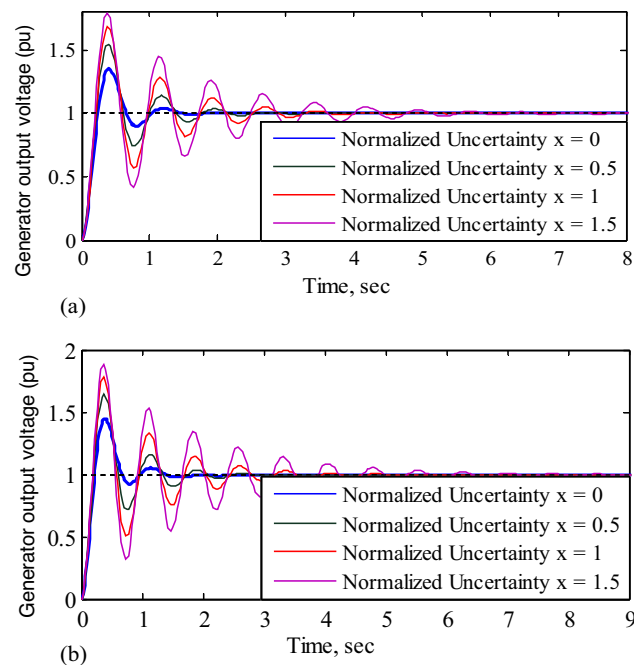 Generator output voltage (pu)
1.5
1
0.5
0
Normalized Uncertainty x = 0
Normalized Uncertainty x = 0.5
Normalized Uncertainty x = 1
Normalized Uncertainty x = 1.5
0 1 2 3 4 5 6 7 8
Time, sec
(a)
Generator output voltage (pu)
2
1.5
1
0.5
0
Normalized Uncertainty x = 0
Normalized Uncertainty x = 0.5
Normalized Uncertainty x = 1
Normalized Uncertainty x = 1.5
0 1 2 3 4 5 6 7 8 9
Time, sec
(b)